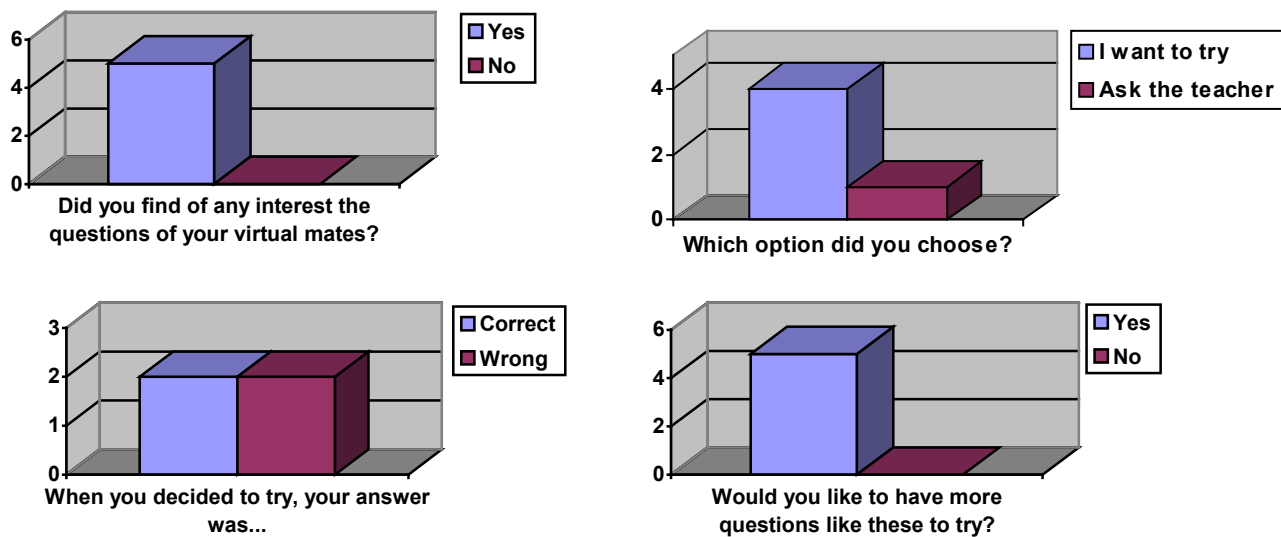 6
4
2
0
Yes
No
Did you find of any interest the
questions of your virtual mates?
4
2
0
I want to try
Ask the teacher
Which option did you choose?
3
2
1
0
Correct
Wrong
When you decided to try, your answer
was...
6
4
2
0
Yes
No
Would you like to have more
questions like these to try?